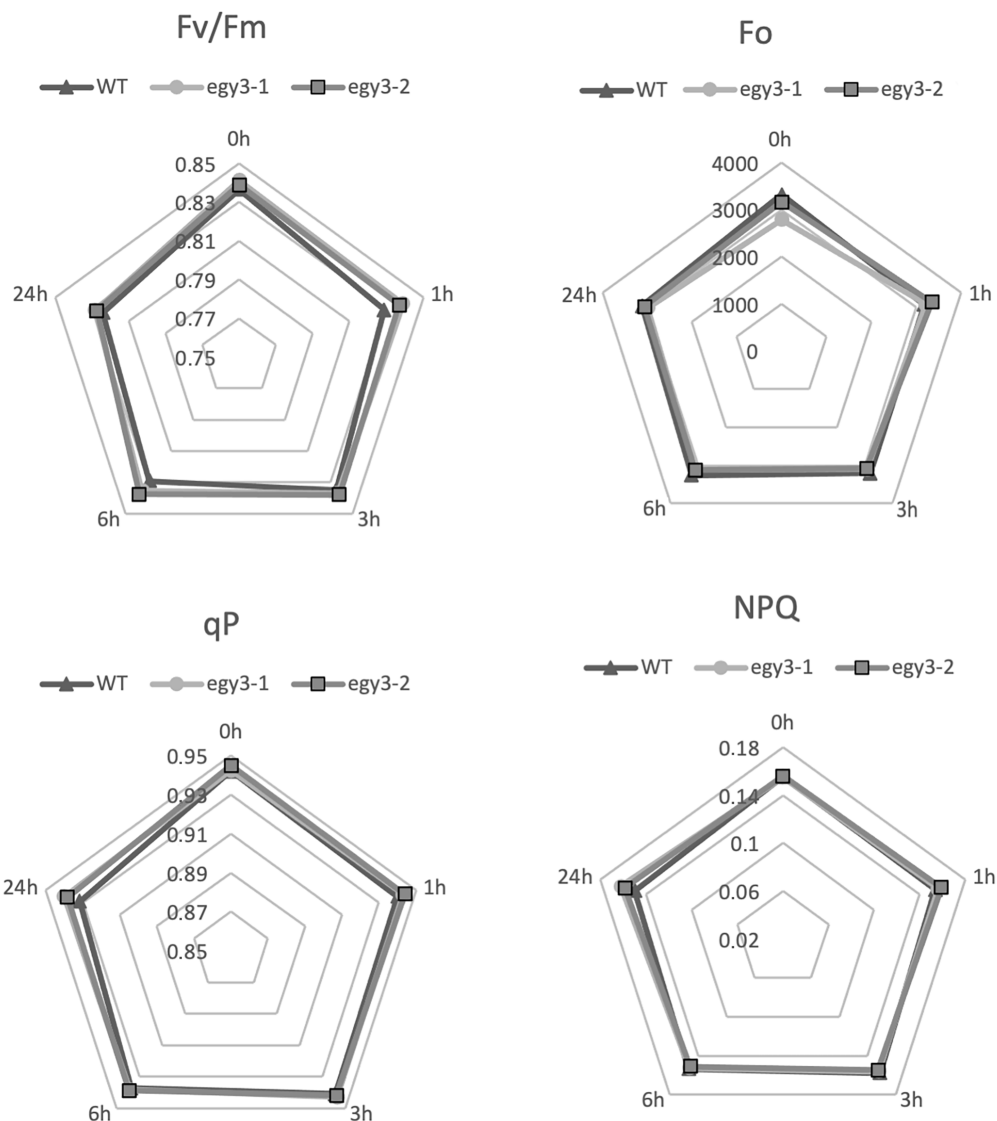 Fv/Fm
WT egy3-1 egy3-2
0h
0.85
0.83
0.81
0.79
0.77
0.75
24h
1h
6h
3h
Fo
WT egy3-1 egy3-2
0h
4000
3000
2000
1000
0
24h
1h
6h
3h
qP
WT egy3-1 egy3-2
0h
0.95
0.93
0.91
0.89
0.87
0.85
24h
1h
6h
3h
NPQ
WT egy3-1 egy3-2
0h
0.18
0.14
0.1
0.06
0.02
24h
1h
6h
3h